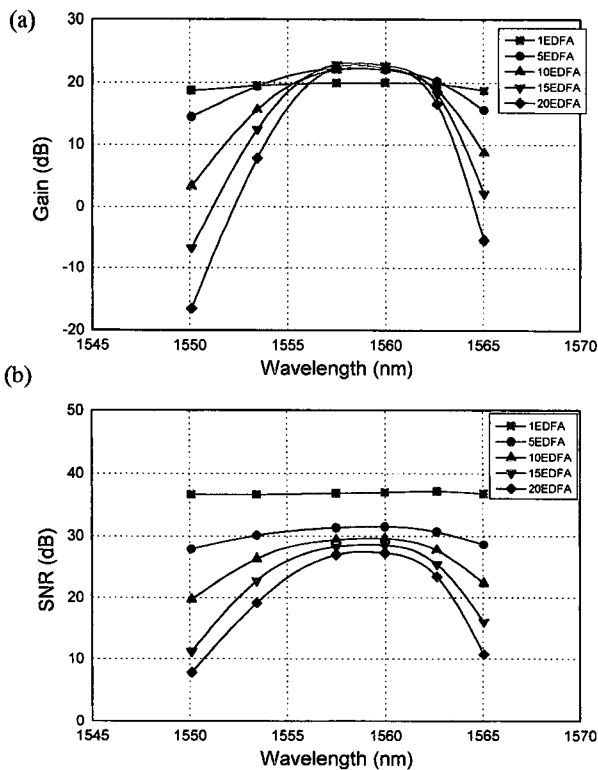 (a)
30
20
10
0
-10
-20
Gain (dB)
1EDFA
5EDFA
10EDFA
15EDFA
20EDFA
1545 1550 1555 1560 1565 1570
Wavelength (nm)
(b)
50
40
30
20
10
0
SNR (dB)
1EDFA
5EDFA
10EDFA
15EDFA
20EDFA
1545 1550 1555 1560 1565 1570
Wavelength (nm)